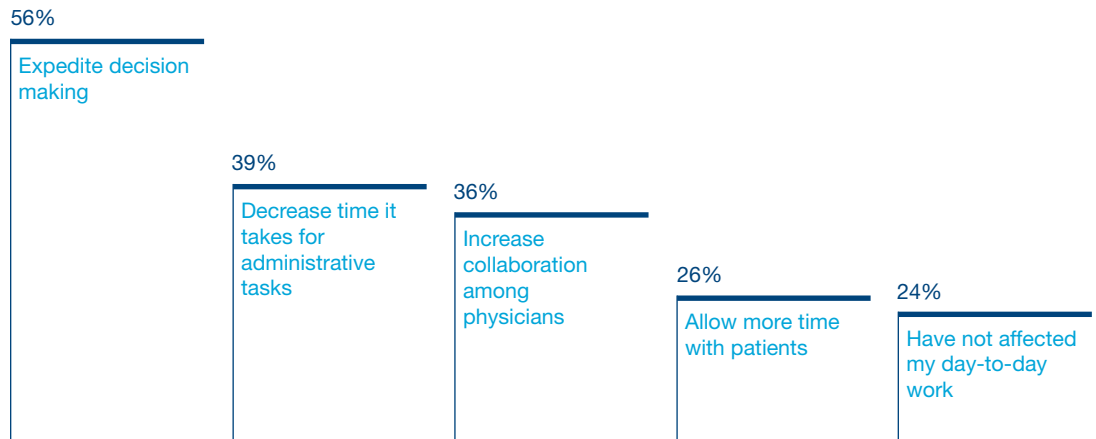 56%
Expedite decision
making
39%
Decrease time it
takes for
administrative
tasks
36%
Increase
collaboration
among
physicians
26%
Allow more time
with patients
24%
Have not affected
my day-to-day
work